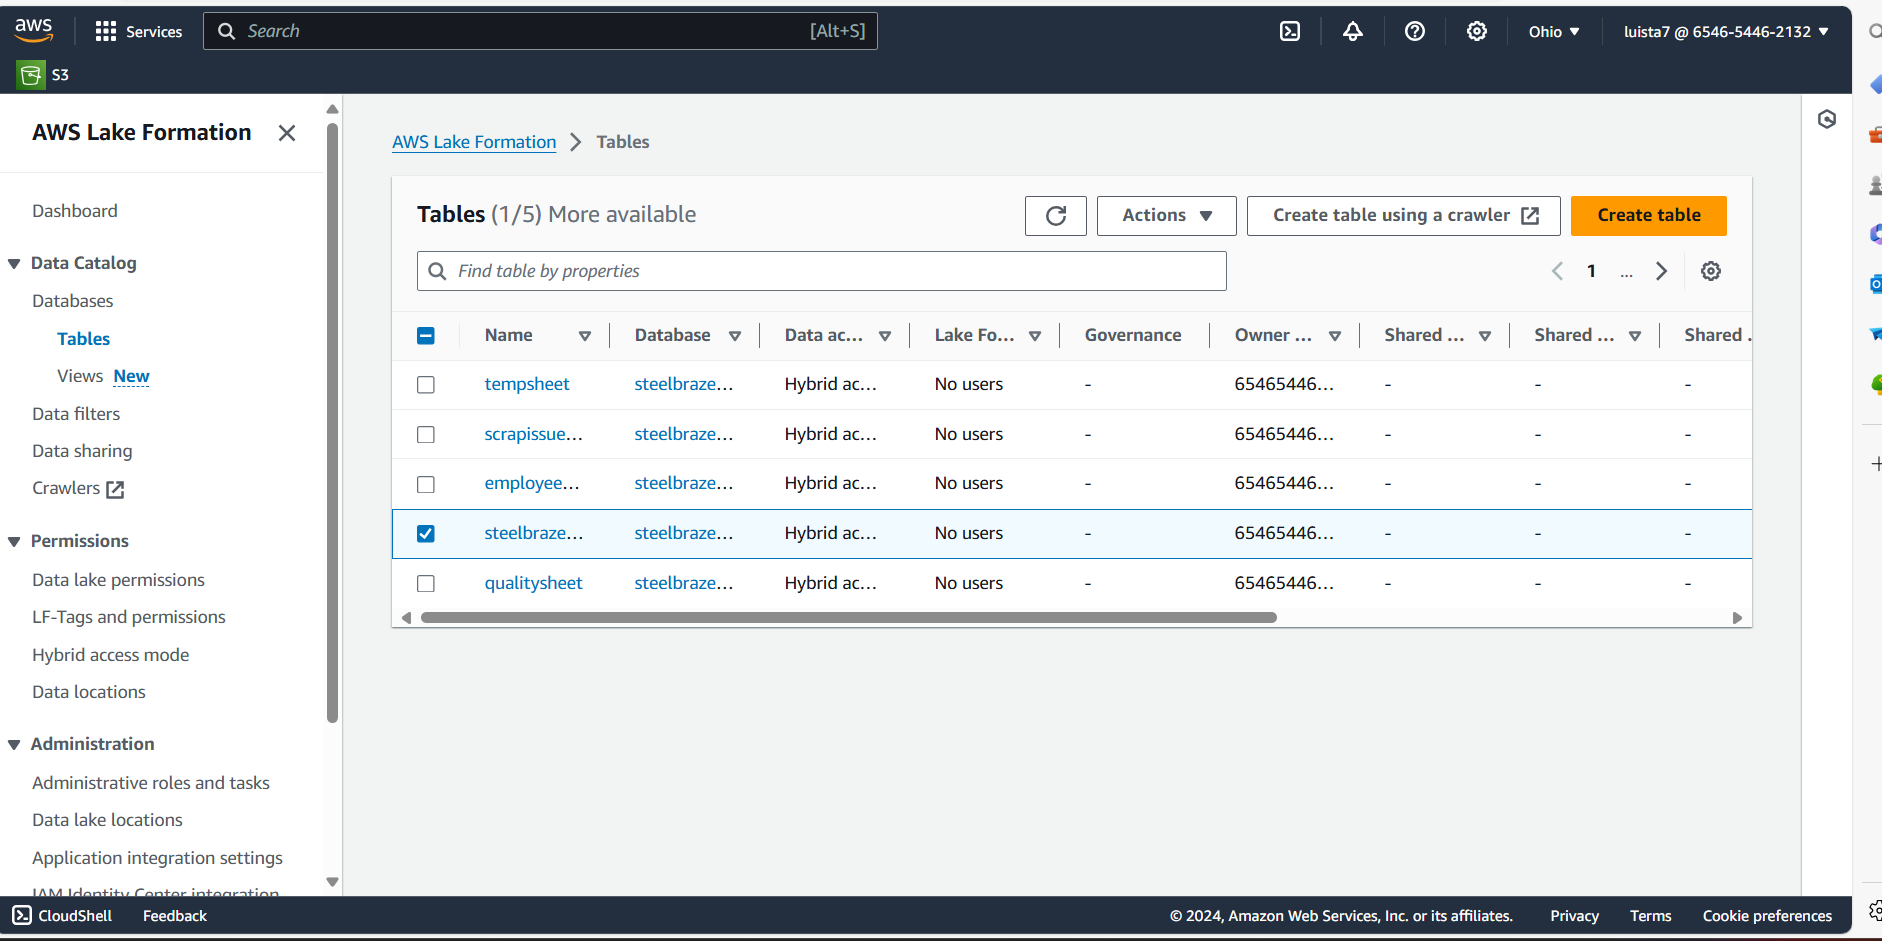 aws Services Search [Alt+S] Ohio luista7 @ 6546-5446-2132
S3
AWS Lake Formation
Dashboard
Data Catalog
Databases
Tables
Views New
Data filters
Data sharing
Crawlers
Permissions
Data lake permissions
LF-Tags and permissions
Hybrid access mode
Data locations
Administration
Administrative roles and tasks
Data lake locations
Application integration settings
IAM Identity Center integration
AWS Lake Formation > Tables
Tables (1/5) More available
Actions
Create table using a crawler
Create table
Find table by properties
1 ...
Name Database Data ac... Lake Fo... Governance Owner ... Shared ... Shared ... Shared .
tempsheet steelbraze... Hybrid ac... No users - 65465446... - - -
scrapissue... steelbraze... Hybrid ac... No users - 65465446... - - -
employee... steelbraze... Hybrid ac... No users - 65465446... - - -
steelbraze... steelbraze... Hybrid ac... No users - 65465446... - - -
qualitysheet steelbraze... Hybrid ac... No users - 65465446... - - -
CloudShell Feedback © 2024, Amazon Web Services, Inc. or its affiliates. Privacy Terms Cookie preferences